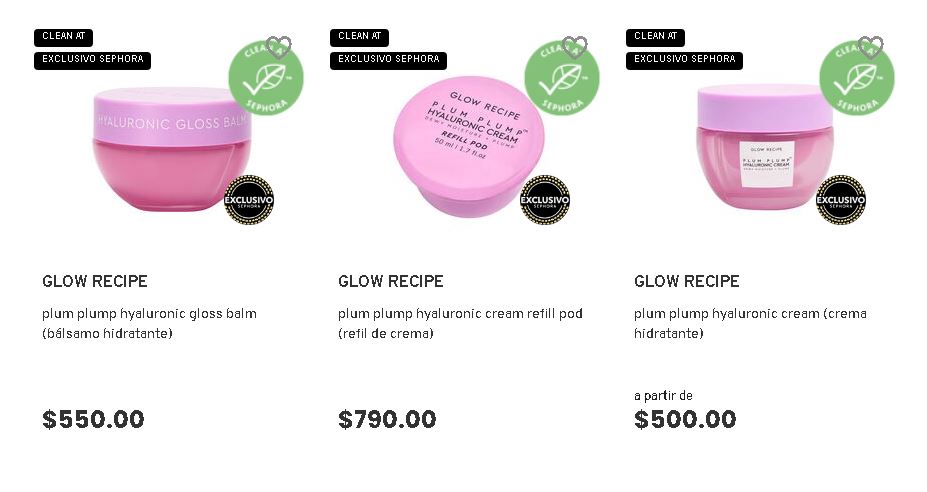 CLEAN AT
EXCLUSIVO SEPHORA
CLEAN AT
SEPHORA
HYALURONIC GLOSS BALM
EXCLUSIVO
SEPHORA
GLOW RECIPE
plum plump hyaluronic gloss balm
(bálsamo hidratante)
$550.00
CLEAN AT
EXCLUSIVO SEPHORA
CLEAN AT
SEPHORA
GLOW RECIPE
PLUM PLUMP™
HYALURONIC CREAM
DEWY MOISTURE + PLUMP
REFILL POD
50 ml | 1.7 fl.oz
EXCLUSIVO
SEPHORA
GLOW RECIPE
plum plump hyaluronic cream refill pod
(refil de crema)
$790.00
CLEAN AT
EXCLUSIVO SEPHORA
CLEAN AT
SEPHORA
GLOW RECIPE
PLUM PLUMP™
HYALURONIC CREAM
EXCLUSIVO
SEPHORA
GLOW RECIPE
plum plump hyaluronic cream (crema
hidratante)
a partir de
$500.00